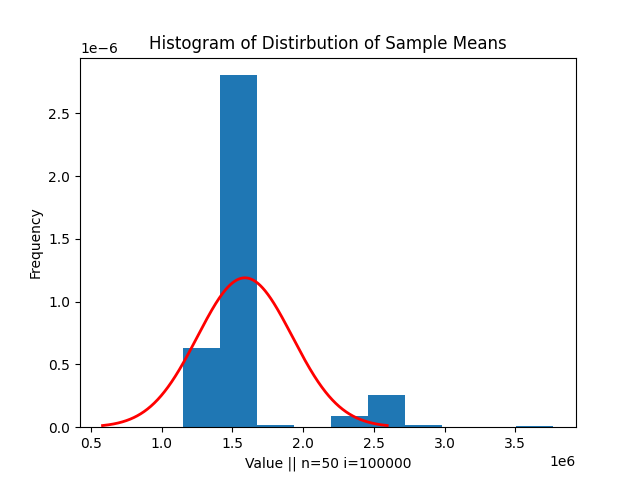 Histogram of Distirbution of Sample Means
1e−6
2.5
2.0
1.5
1.0
0.5
0.0
Frequency
0.5 1.0 1.5 2.0 2.5 3.0 3.5
1e6
Value || n=50 i=100000